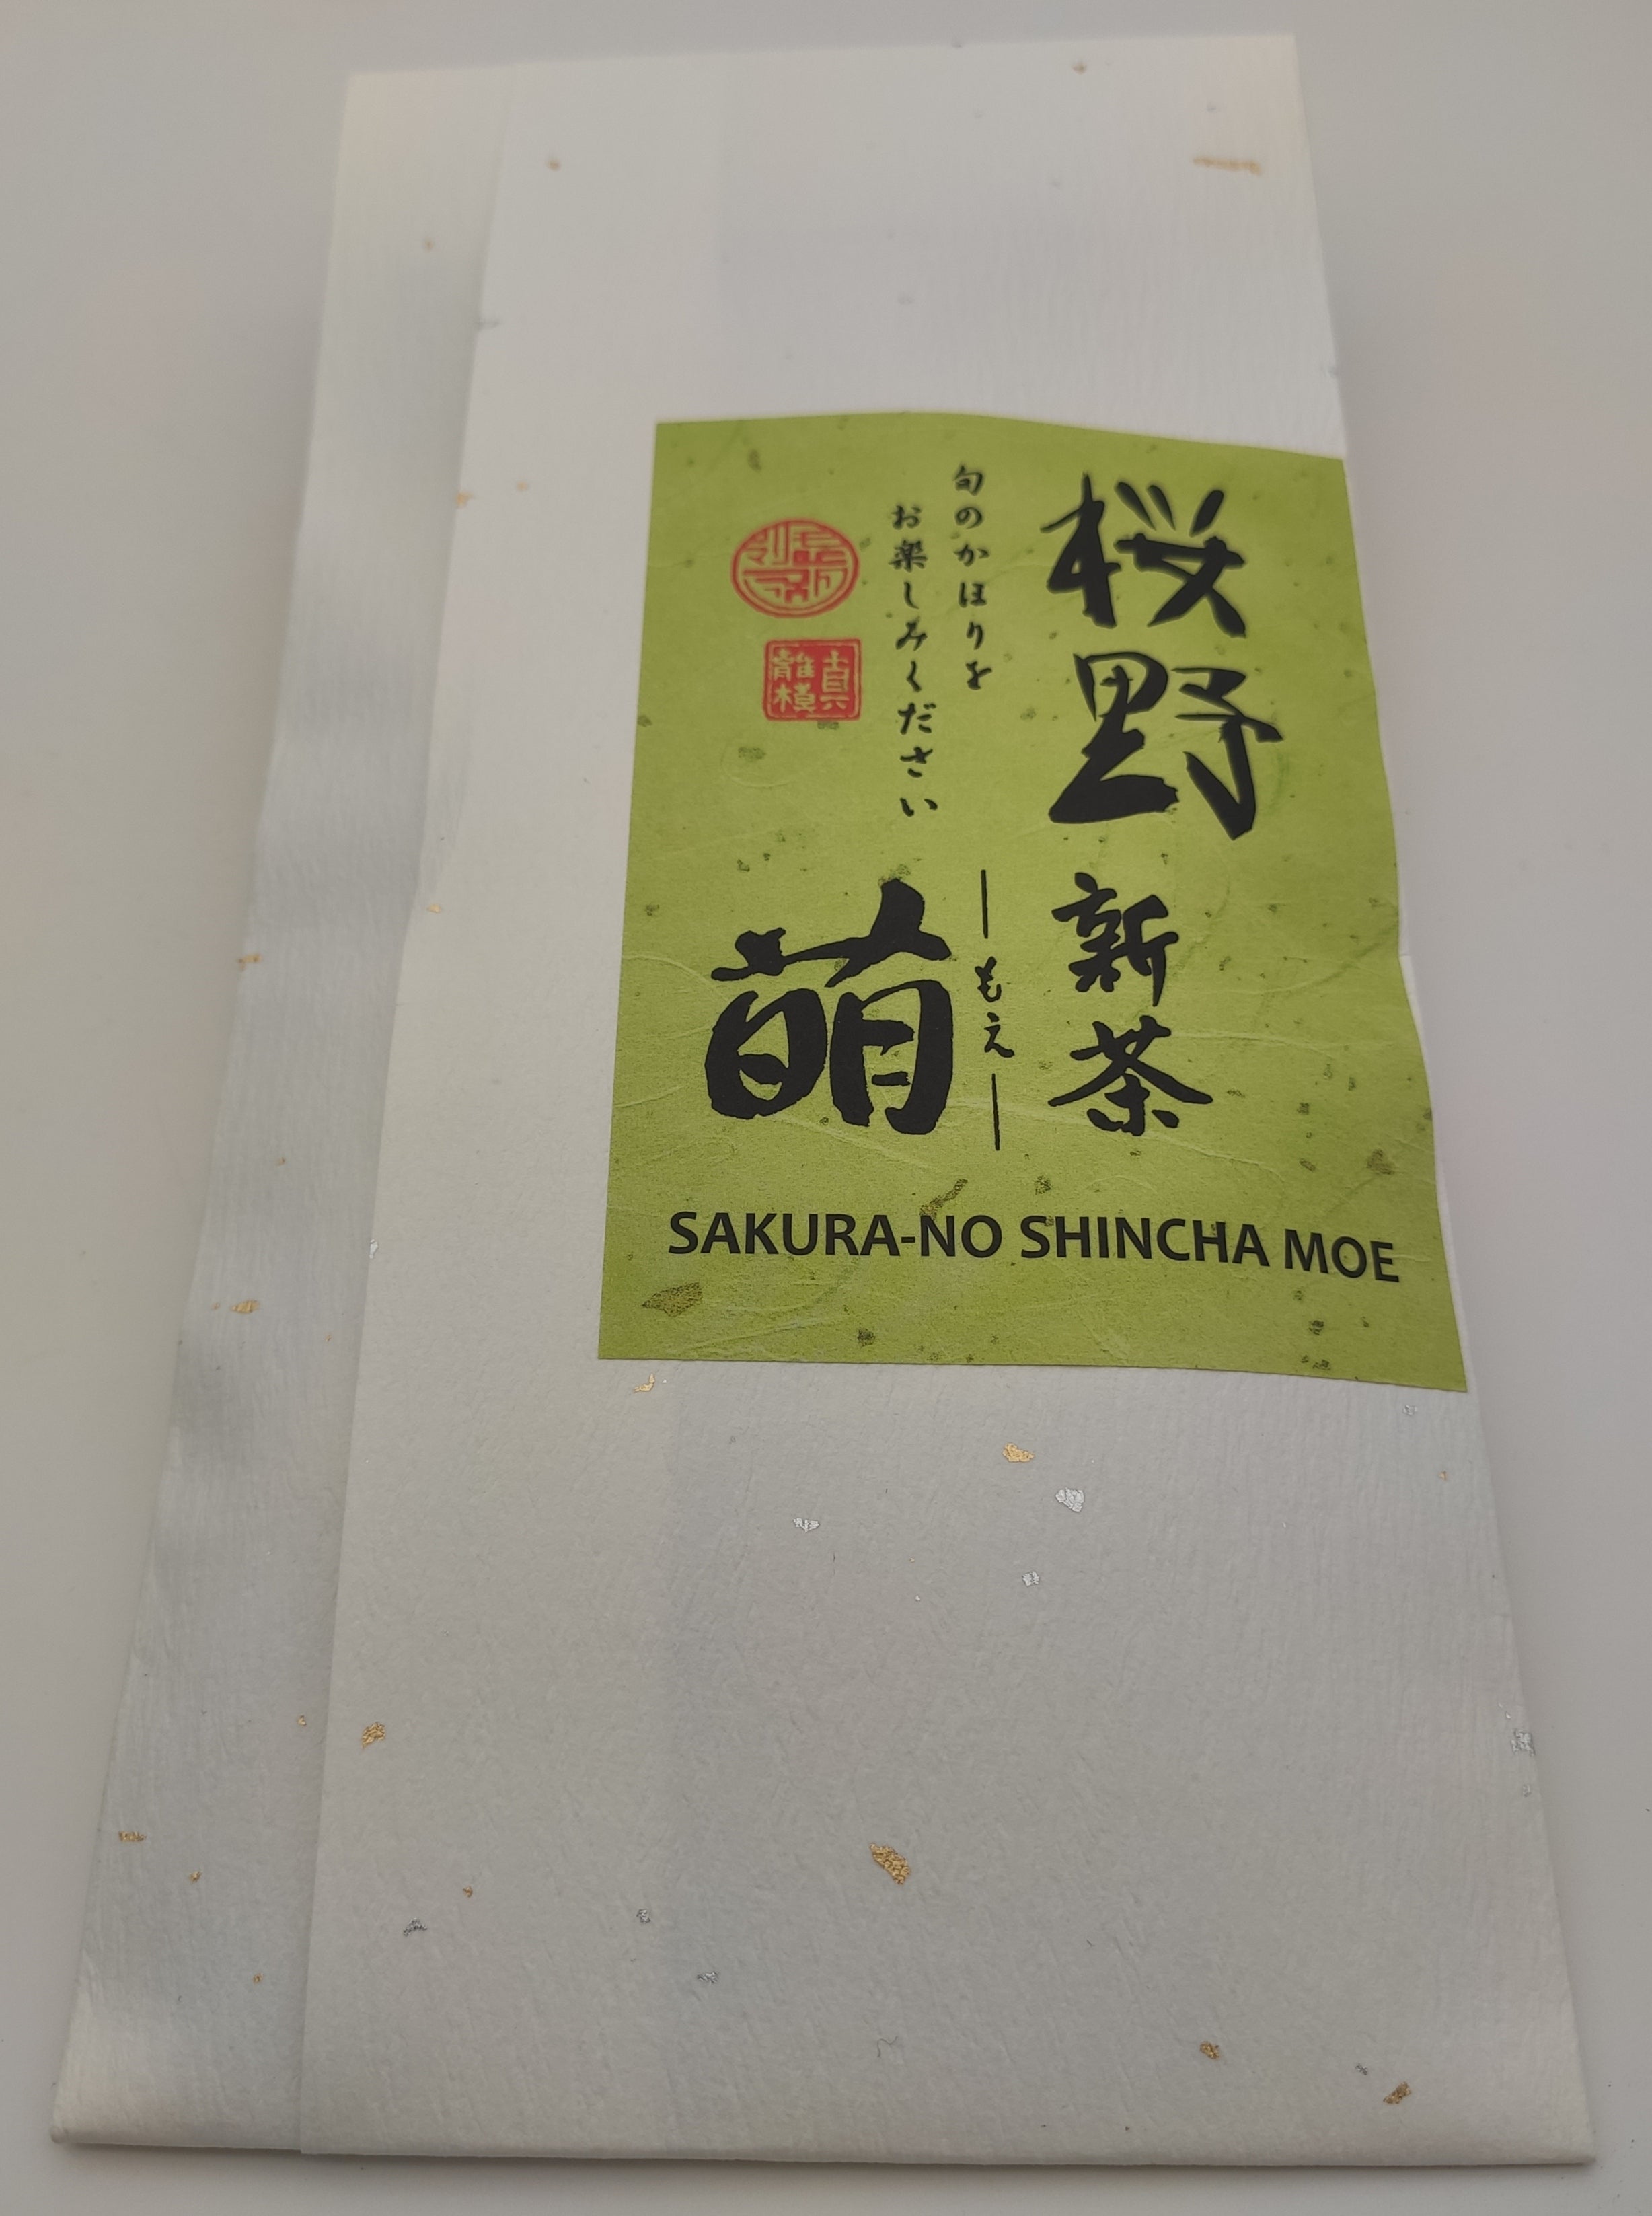 桜野
新茶
旬のかほりを
お楽しみください
もえ
萌
SAKURA-NO SHINCHA MOE